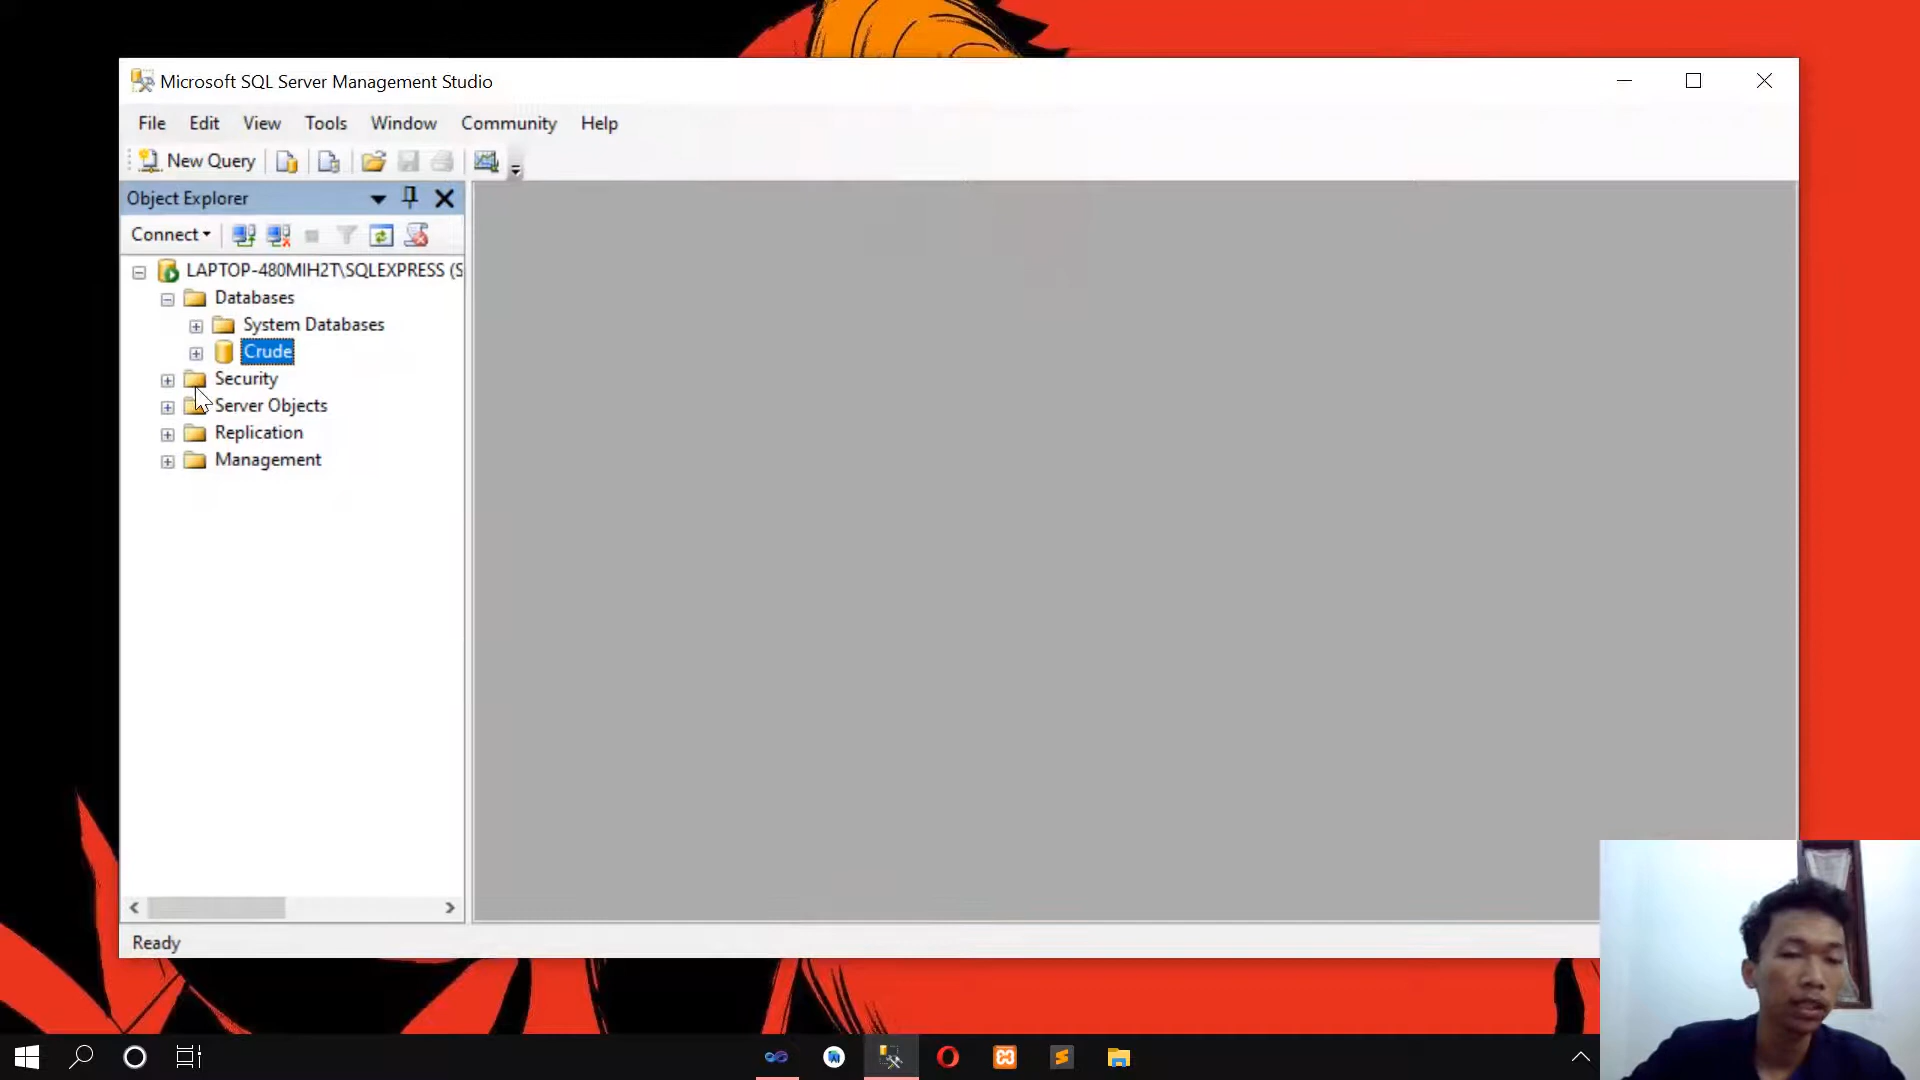 Microsoft SQL Server Management Studio
File Edit View Tools Window Community Help
New Query
Object Explorer
Connect
LAPTOP-480MIH2T\SQLEXPRESS (S
Databases
System Databases
Crude
Security
Server Objects
Replication
Management
Ready